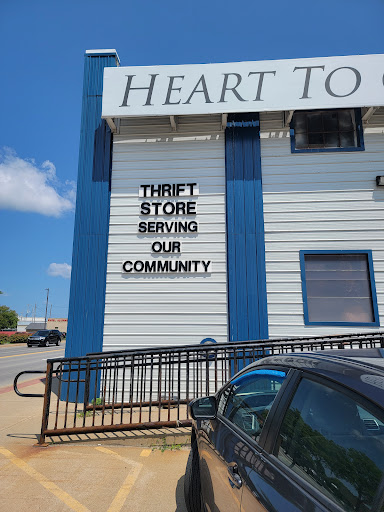 HEART TO
THRIFT
STORE
SERVING
OUR
COMMUNITY